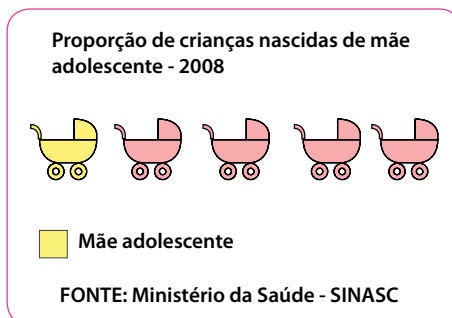 Proporção de crianças nascidas de mãe
adolescente - 2008
Mãe adolescente
FONTE: Ministério da Saúde - SINASC